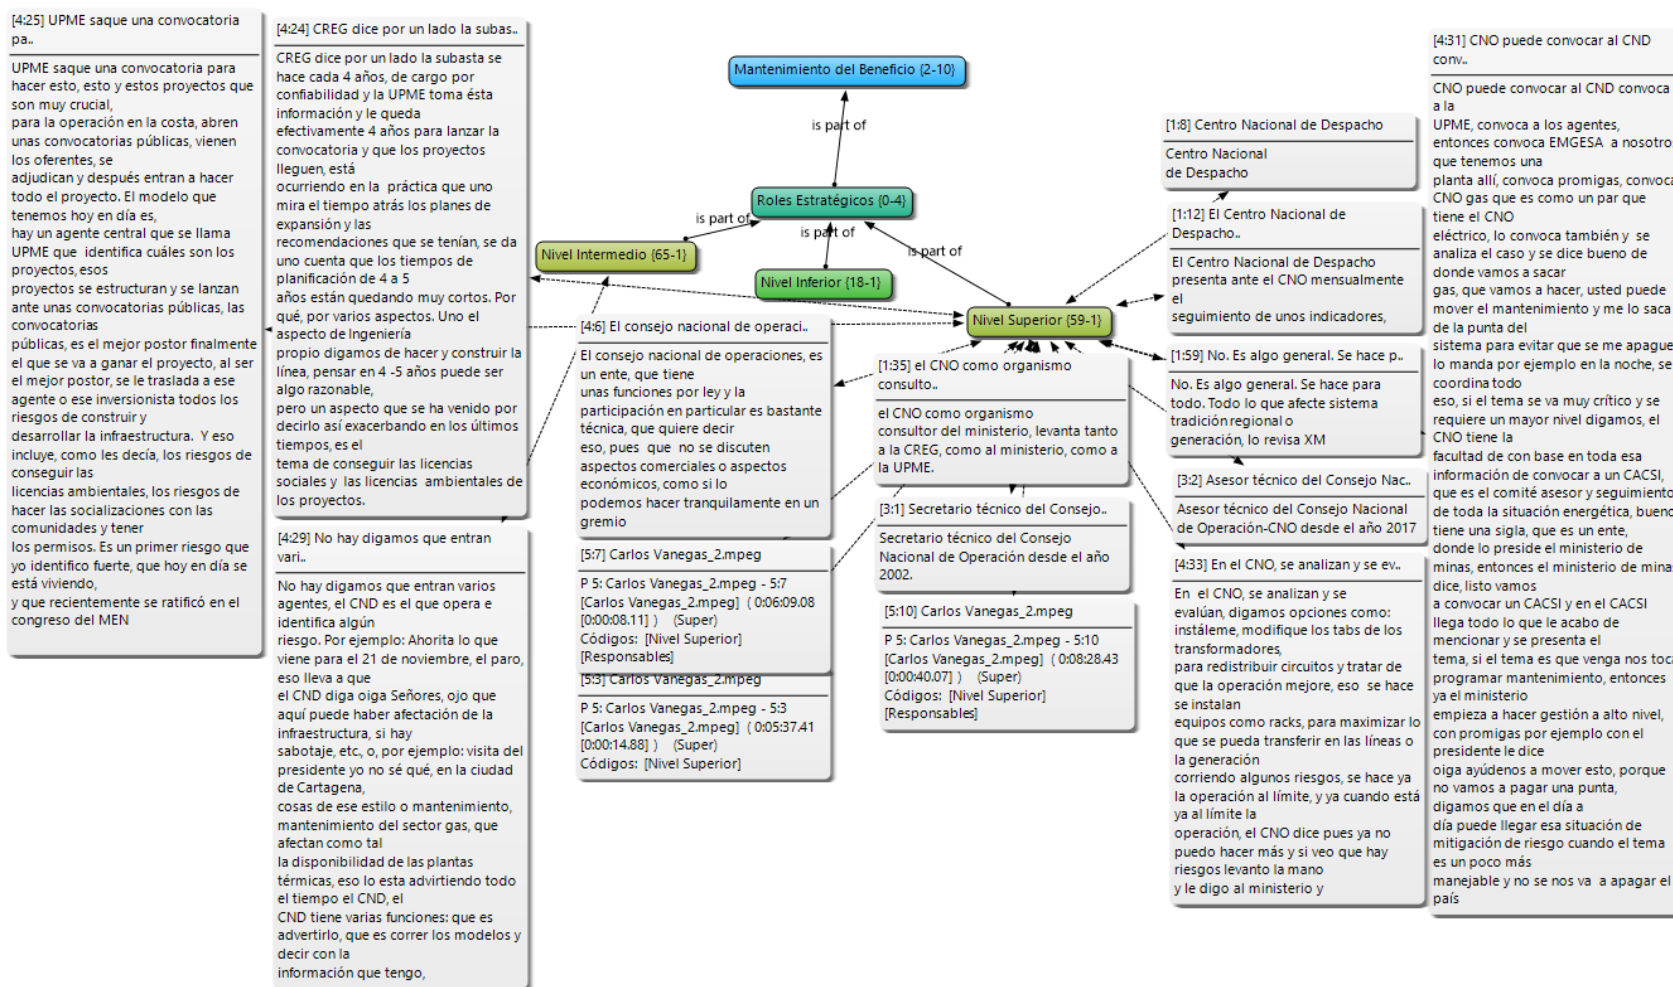 [4:25] UPME saque una convocatoria
pa..
UPME saque una convocatoria para
hacer esto, esto y estos proyectos que
son muy crucial,
para la operación en la costa, abren
unas convocatorias públicas, vienen
los oferentes, se
adjudican y después entran a hacer
todo el proyecto. El modelo que
tenemos hoy en día es,
hay un agente central que se llama
UPME que  identifica cuáles son los
proyectos, esos
proyectos se estructuran y se lanzan
ante unas convocatorias públicas, las
convocatorias
públicas, es el mejor postor finalmente
el que se va a ganar el proyecto, al ser
el mejor postor, se le traslada a ese
agente o ese inversionista todos los
riesgos de construir y
desarrollar la infraestructura.  Y eso
incluye, como les decía, los riesgos de
conseguir las
licencias ambientales, los riesgos de
hacer las socializaciones con las
comunidades y tener
los permisos. Es un primer riesgo que
yo identifico fuerte, que hoy en día se
está viviendo,
y que recientemente se ratificó en el
congreso del MEN
[4:24] CREG dice por un lado la subas..
CREG dice por un lado la subasta se
hace cada 4 años, de cargo por
confiabilidad y la UPME toma ésta
información y le queda
efectivamente 4 años para lanzar la
convocatoria y que los proyectos
lleguen, está
ocurriendo en la  práctica que uno
mira el tiempo atrás los planes de
expansión y las
recomendaciones que se tenían, se da
uno cuenta que los tiempos de
planificación de 4 a 5
años están quedando muy cortos. Por
qué, por varios aspectos. Uno el
aspecto de Ingeniería
propio digamos de hacer y construir la
línea, pensar en 4 -5 años puede ser
algo razonable,
pero un aspecto que se ha venido por
decirlo así exacerbando en los últimos
tiempos, es el
tema de conseguir las licencias
sociales y  las licencias  ambientales de
los proyectos.
[4:29] No hay digamos que entran
vari..
No hay digamos que entran varios
agentes, el CND es el que opera e
identifica algún
riesgo. Por ejemplo: Ahorita lo que
viene para el 21 de noviembre, el paro,
eso lleva a que
el CND diga oiga Señores, ojo que
aquí puede haber afectación de la
infraestructura, si hay
sabotaje, etc., o, por ejemplo: visita del
presidente yo no sé qué, en la ciudad
de Cartagena,
cosas de ese estilo o mantenimiento,
mantenimiento del sector gas, que
afectan como tal
la disponibilidad de las plantas
térmicas, eso lo esta advirtiendo todo
el tiempo el CND, el
CND tiene varias funciones: que es
advertirlo, que es correr los modelos y
decir con la
información que tengo,
Mantenimiento del Beneficio {2-10}
is part of
Roles Estratégicos {0-4}
is part of
is part of
is part of
Nivel Intermedio {65-1}
Nivel Inferior {18-1}
Nivel Superior {59-1}
[4:6] El consejo nacional de operaci..
El consejo nacional de operaciones, es
un ente, que tiene
unas funciones por ley y la
participación en particular es bastante
técnica, que quiere decir
eso, pues  que  no se discuten
aspectos comerciales o aspectos
económicos, como si lo
podemos hacer tranquilamente en un
gremio
[5:7] Carlos Vanegas_2.mpeg
P 5: Carlos Vanegas_2.mpeg - 5:7
[Carlos Vanegas_2.mpeg]  ( 0:06:09.08
[0:00:08.11] )    (Super)
Códigos:  [Nivel Superior]
[Responsables]
[5:3] Carlos Vanegas_2.mpeg
P 5: Carlos Vanegas_2.mpeg - 5:3
[Carlos Vanegas_2.mpeg]  ( 0:05:37.41
[0:00:14.88] )    (Super)
Códigos:  [Nivel Superior]
[1:35] el CNO como organismo
consulto..
el CNO como organismo
consultor del ministerio, levanta tanto
a la CREG, como al ministerio, como a
la UPME.
[3:1] Secretario técnico del Consejo..
Secretario técnico del Consejo
Nacional de Operación desde el año
2002.
[5:10] Carlos Vanegas_2.mpeg
P 5: Carlos Vanegas_2.mpeg - 5:10
[Carlos Vanegas_2.mpeg]  ( 0:08:28.43
[0:00:40.07] )    (Super)
Códigos:  [Nivel Superior]
[Responsables]
[1:8] Centro Nacional de Despacho
Centro Nacional
de Despacho
[1:12] El Centro Nacional de
Despacho..
El Centro Nacional de Despacho
presenta ante el CNO mensualmente
el
seguimiento de unos indicadores,
[1:59] No. Es algo general. Se hace p..
No. Es algo general. Se hace para
todo. Todo lo que afecte sistema
tradición regional o
generación, lo revisa XM
[3:2] Asesor técnico del Consejo Nac..
Asesor técnico del Consejo Nacional
de Operación-CNO desde el año 2017
[4:33] En el CNO, se analizan y se ev..
En  el CNO, se analizan y se
evalúan, digamos opciones como:
instáleme, modifique los tabs de los
transformadores,
para redistribuir circuitos y tratar de
que la operación mejore, eso  se hace
se instalan
equipos como racks, para maximizar lo
que se pueda transferir en las líneas o
la generación
corriendo algunos riesgos, se hace ya
la operación al límite, y ya cuando está
ya al límite la
operación, el CNO dice pues ya no
puedo hacer más y si veo que hay
riesgos levanto la mano
y le digo al ministerio y
[4:31] CNO puede convocar al CND
conv..
CNO puede convocar al CND convoca
a la
UPME, convoca a los agentes,
entonces convoca EMGESA  a nosotros
que tenemos una
planta allí, convoca promigas, convoca
CNO gas que es como un par que
tiene el CNO
eléctrico, lo convoca también y  se
analiza el caso y se dice bueno de
donde vamos a sacar
gas, que vamos a hacer, usted puede
mover el mantenimiento y me lo saca
de la punta del
sistema para evitar que se me apague
lo manda por ejemplo en la noche, se
coordina todo
eso, si el tema se va muy crítico y se
requiere un mayor nivel digamos, el
CNO tiene la
facultad de con base en toda esa
información de convocar a un CACSI,
que es el comité asesor y seguimiento
de toda la situación energética, bueno
tiene una sigla, que es un ente,
donde lo preside el ministerio de
minas, entonces el ministerio de minas
dice, listo vamos
a convocar un CACSI y en el CACSI
llega todo lo que le acabo de
mencionar y se presenta el
tema, si el tema es que venga nos toca
programar mantenimiento, entonces
ya el ministerio
empieza a hacer gestión a alto nivel,
con promigas por ejemplo con el
presidente le dice
oiga ayúdenos a mover esto, porque
no vamos a pagar una punta,
digamos que en el día a
día puede llegar esa situación de
mitigación de riesgo cuando el tema
es un poco más
manejable y no se nos va  a apagar el
país